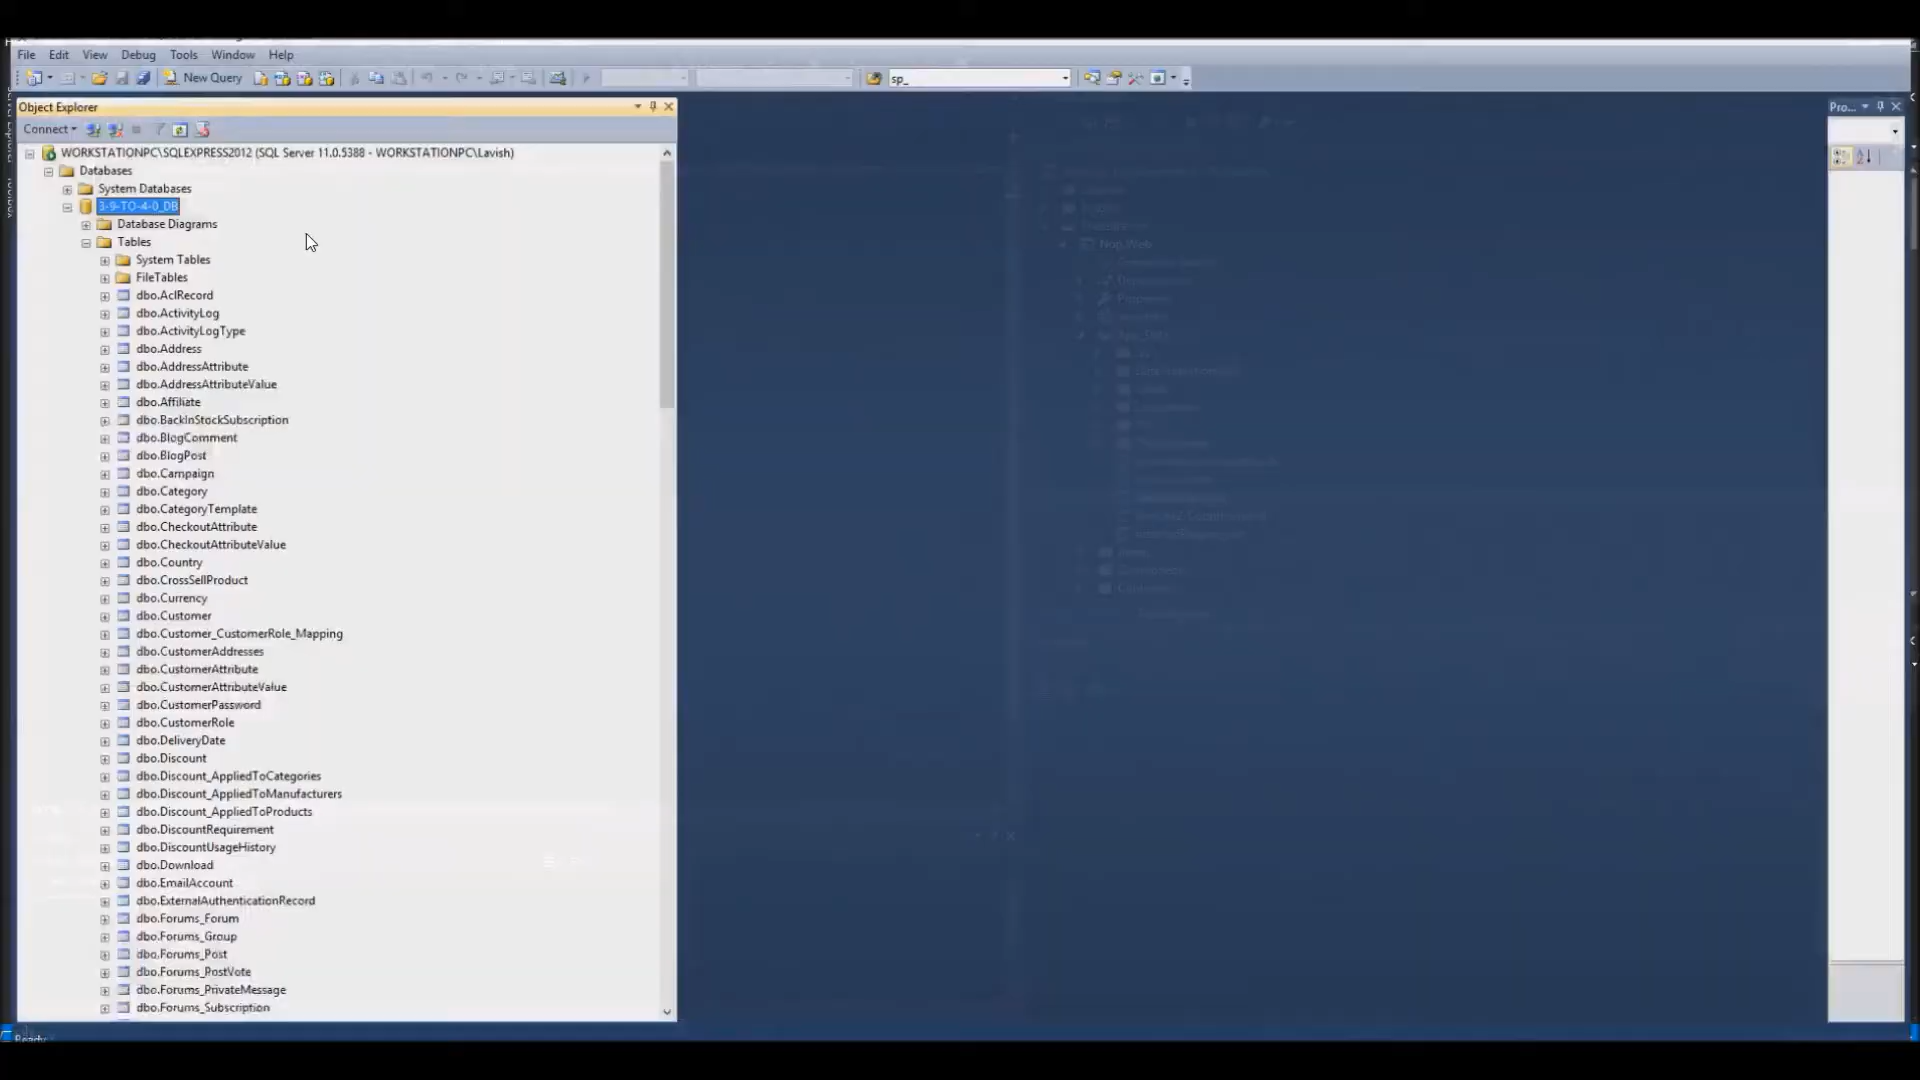 File Edit View Debug Tools Window Help
New Query sp_
Object Explorer
Pro...
Connect
WORKSTATIONPC\SQLEXPRESS2012 (SQL Server 11.0.5388 - WORKSTATIONPC\Lavish)
Databases
System Databases
3-9-TO-4-0_DB
Database Diagrams
Tables
System Tables
FileTables
dbo.AclRecord
dbo.ActivityLog
dbo.ActivityLogType
dbo.Address
dbo.AddressAttribute
dbo.AddressAttributeValue
dbo.Affiliate
dbo.BackInStockSubscription
dbo.BlogComment
dbo.BlogPost
dbo.Campaign
dbo.Category
dbo.CategoryTemplate
dbo.CheckoutAttribute
dbo.CheckoutAttributeValue
dbo.Country
dbo.CrossSellProduct
dbo.Currency
dbo.Customer
dbo.Customer_CustomerRole_Mapping
dbo.CustomerAddresses
dbo.CustomerAttribute
dbo.CustomerAttributeValue
dbo.CustomerPassword
dbo.CustomerRole
dbo.DeliveryDate
dbo.Discount
dbo.Discount_AppliedToCategories
dbo.Discount_AppliedToManufacturers
dbo.Discount_AppliedToProducts
dbo.DiscountRequirement
dbo.DiscountUsageHistory
dbo.Download
dbo.EmailAccount
dbo.ExternalAuthenticationRecord
dbo.Forums_Forum
dbo.Forums_Group
dbo.Forums_Post
dbo.Forums_PostVote
dbo.Forums_PrivateMessage
dbo.Forums_Subscription
Nop.Web
Ready